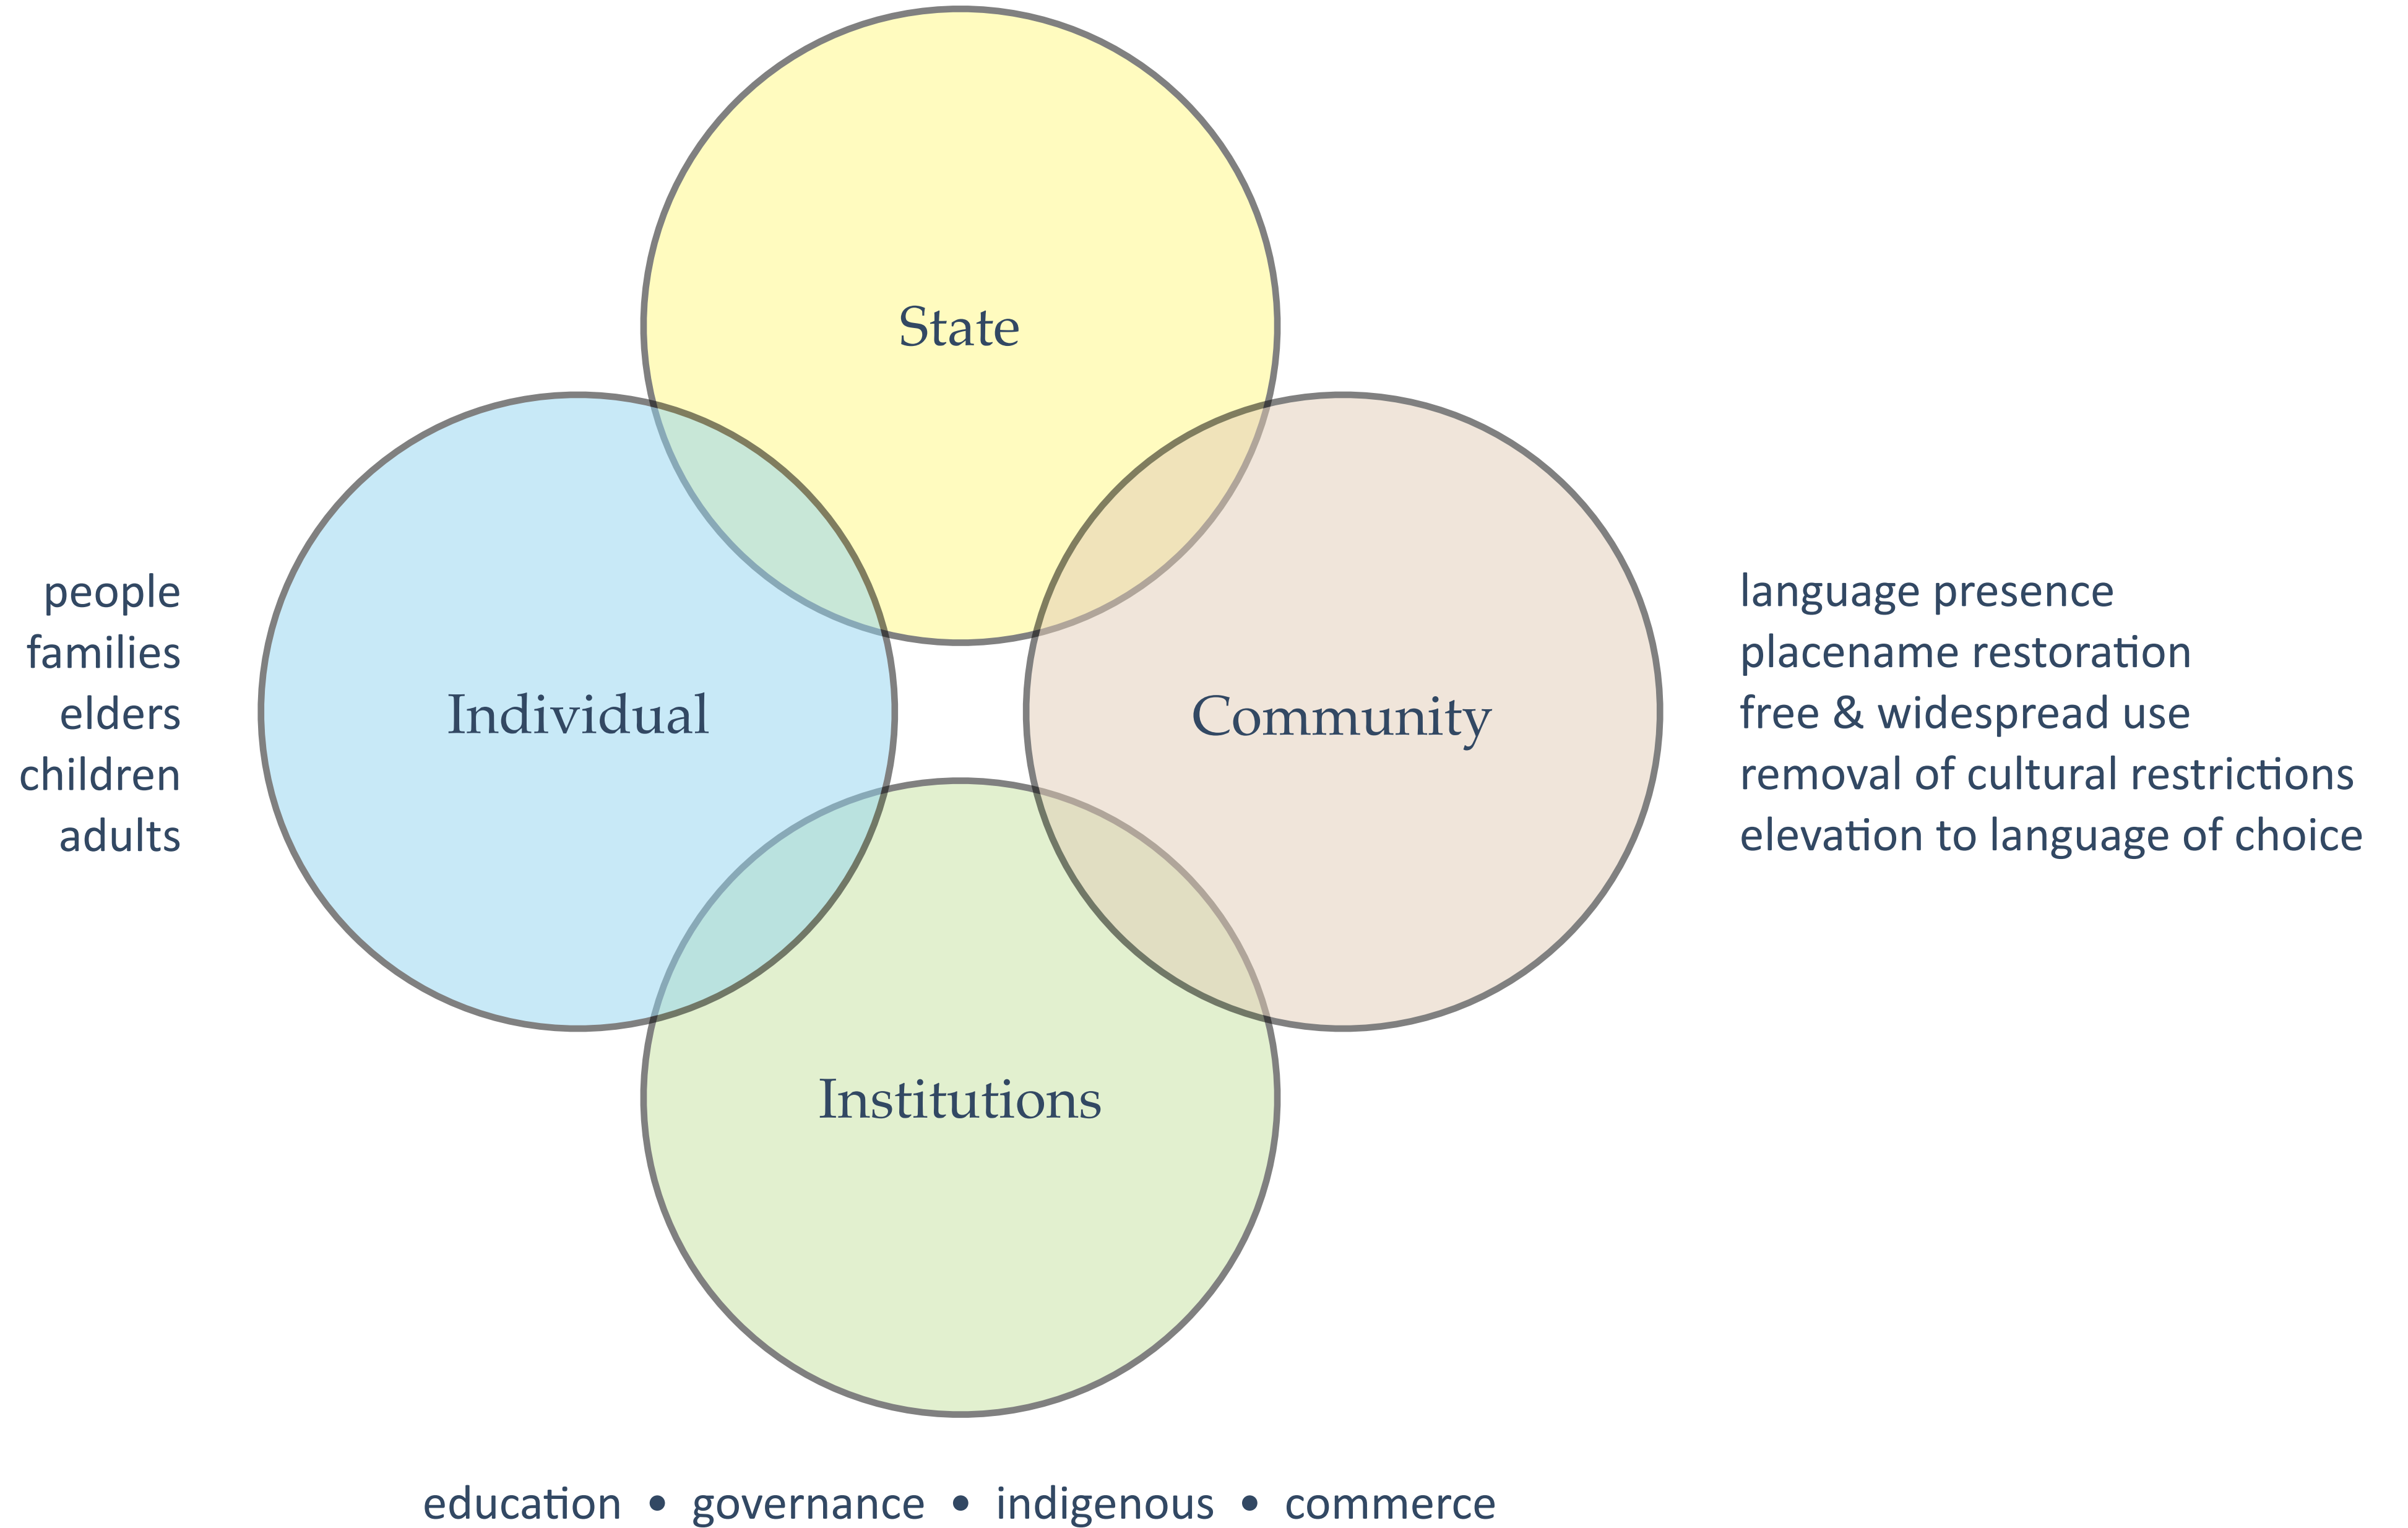 State
people
families
elders
children
adults
Individual
Community
language presence
placename restoration
free & widespread use
removal of cultural restrictions
elevation to language of choice
Institutions
education • governance • indigenous • commerce